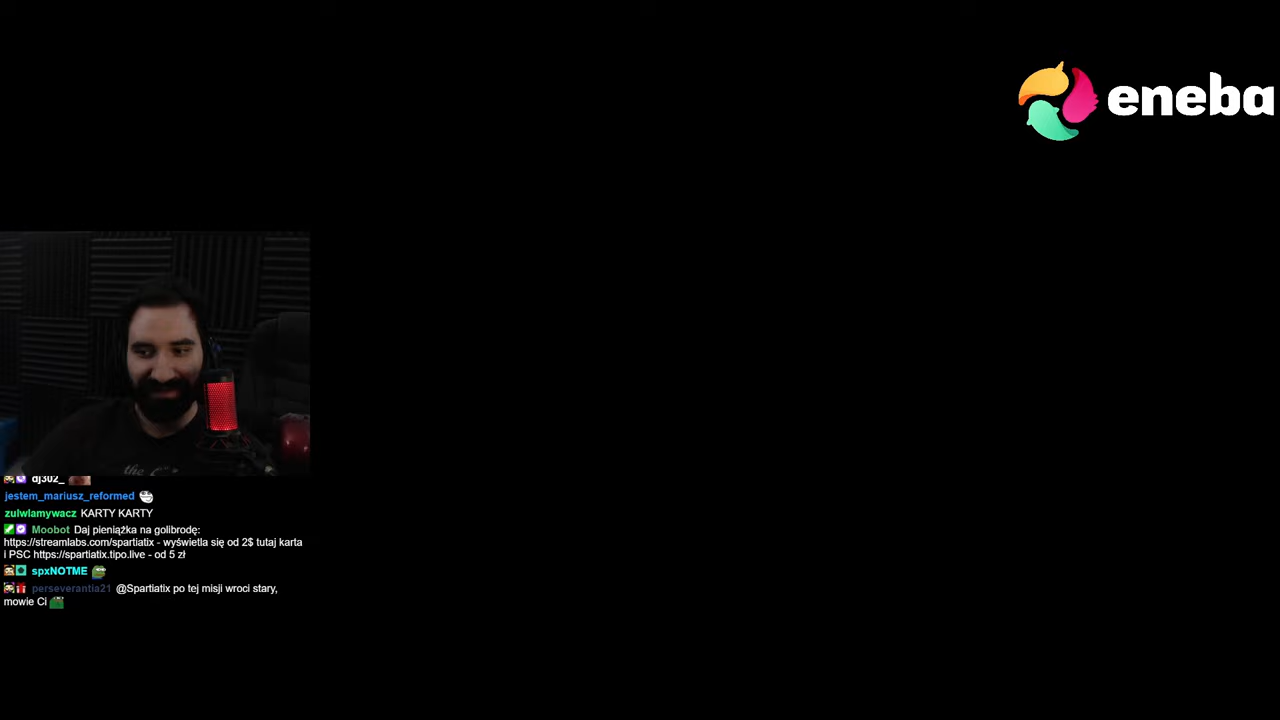 eneba
the
dj302_
jestem_mariusz_reformed
zulwlamywacz KARTY KARTY
Moobot Daj pieniążka na golibrodę:
https://streamlabs.com/spartiatix - wyświetla się od 2$ tutaj karta
i PSC https://spartiatix.tipo.live - od 5 zł
spxNOTME
perseverantia21 @Spartiatix po tej misji wroci stary,
mowie Ci